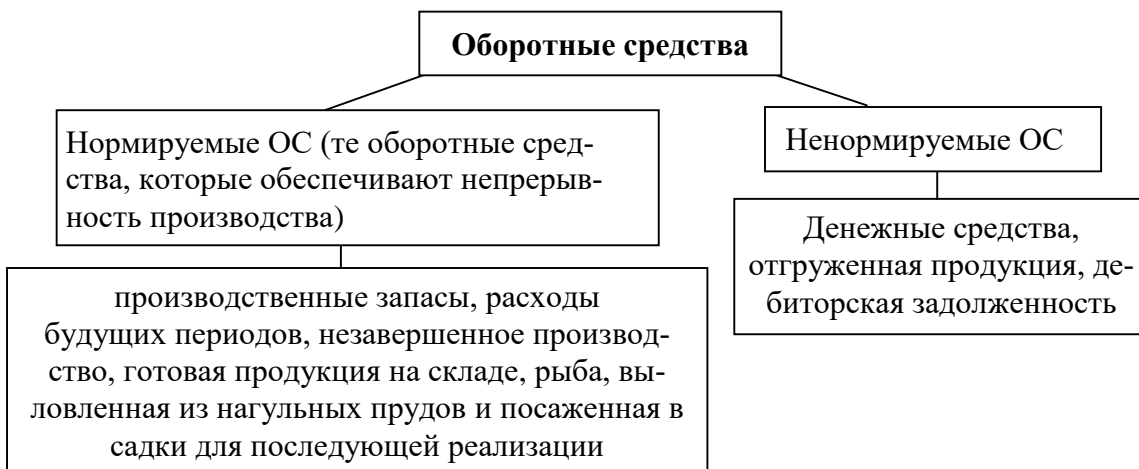 Оборотные средства
Нормируемые ОС (те оборотные сред-
ства, которые обеспечивают непрерыв-
ность производства)
Ненормируемые ОС
Денежные средства,
отгруженная продукция, де-
биторская задолженность
производственные запасы, расходы
будущих периодов, незавершенное производ-
ство, готовая продукция на складе, рыба, вы-
ловленная из нагульных прудов и посаженная в
садки для последующей реализации